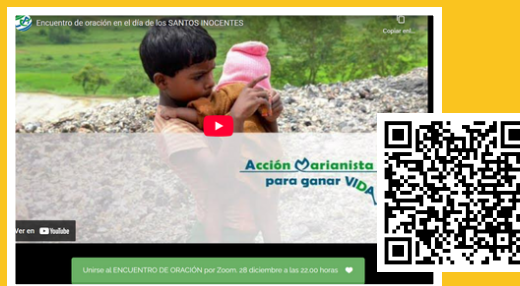 Encuentro de oración en el día de los SANTOS INOCENTES
Copiar enl...
Acción Marianista
para ganar VIDA
Ver en YouTube
Unirse al ENCUENTRO DE ORACIÓN por Zoom. 28 diciembre a las 22.00 horas